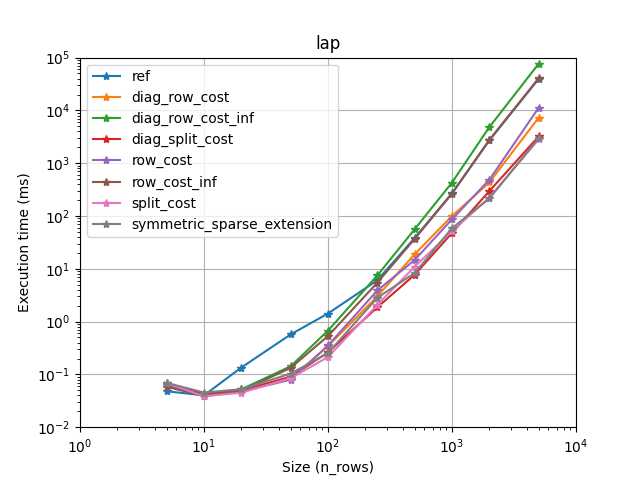 lap
10^5
10^4
10^3
10^2
10^1
10^0
10^-1
10^-2
Execution time (ms)
ref
diag_row_cost
diag_row_cost_inf
diag_split_cost
row_cost
row_cost_inf
split_cost
symmetric_sparse_extension
10^0 10^1 10^2 10^3 10^4
Size (n_rows)